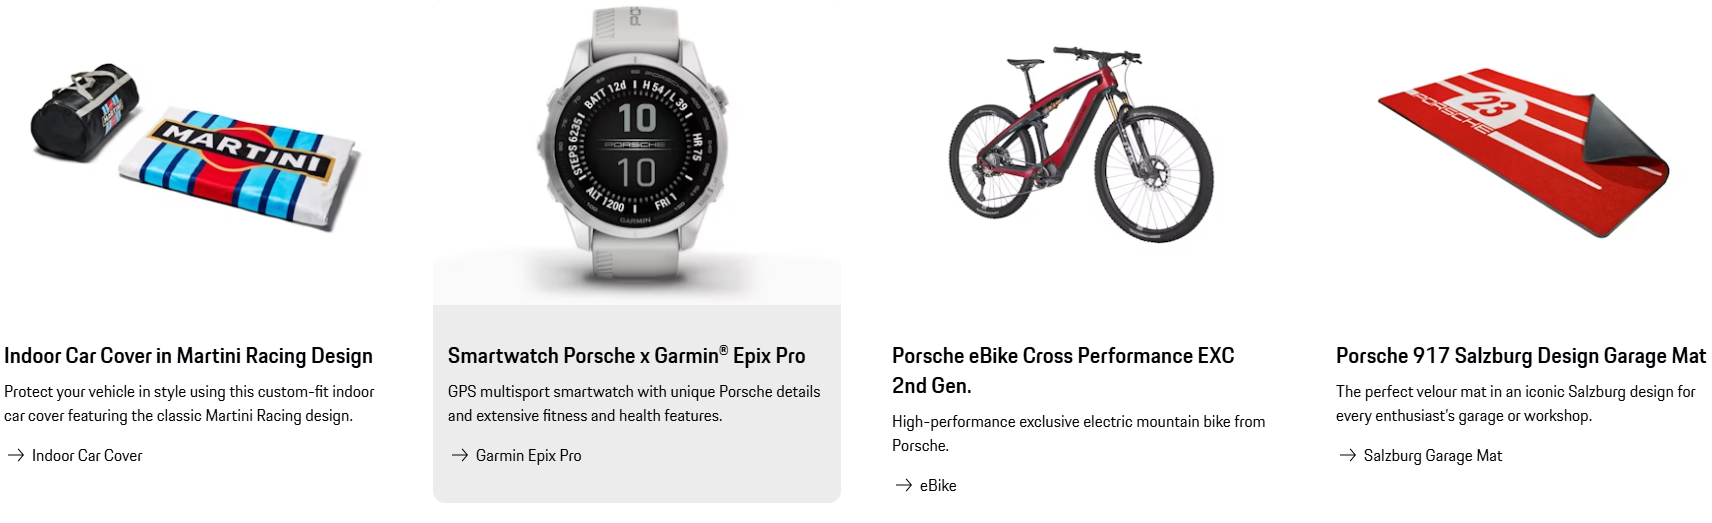 MARTINI
MARTINI
BATT 12d
H 54 / L 39
STEPS 6235
HR 75
ALT 1200
FRI 1
10
PORSCHE
10
GARMIN
23
PORSCHE
Indoor Car Cover in Martini Racing Design
Protect your vehicle in style using this custom-fit indoor
car cover featuring the classic Martini Racing design.
→ Indoor Car Cover
Smartwatch Porsche x Garmin® Epix Pro
GPS multisport smartwatch with unique Porsche details
and extensive fitness and health features.
→ Garmin Epix Pro
Porsche eBike Cross Performance EXC
2nd Gen.
High-performance exclusive electric mountain bike from
Porsche.
→ eBike
Porsche 917 Salzburg Design Garage Mat
The perfect velour mat in an iconic Salzburg design for
every enthusiast's garage or workshop.
→ Salzburg Garage Mat